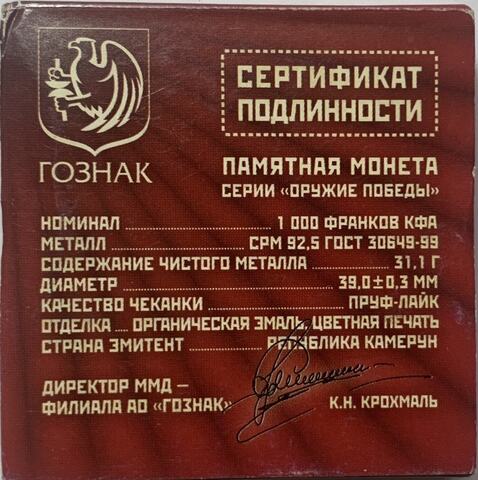 ГОЗНАК
СЕРТИФИКАТ
ПОДЛИННОСТИ
ПАМЯТНАЯ МОНЕТА
СЕРИИ «ОРУЖИЕ ПОБЕДЫ»
НОМИНАЛ 1 000 ФРАНКОВ КФА
МЕТАЛЛ СРМ 92,5 ГОСТ 30649-99
СОДЕРЖАНИЕ ЧИСТОГО МЕТАЛЛА 31,1 Г
ДИАМЕТР 39,0±0,3 ММ
КАЧЕСТВО ЧЕКАНКИ ПРУФ-ЛАЙК
ОТДЕЛКА ОРГАНИЧЕСКАЯ ЭМАЛЬ, ЦВЕТНАЯ ПЕЧАТЬ
СТРАНА ЭМИТЕНТ РЕСПУБЛИКА КАМЕРУН
ДИРЕКТОР ММД –
ФИЛИАЛА АО «ГОЗНАК» К.Н. КРОХМАЛЬ